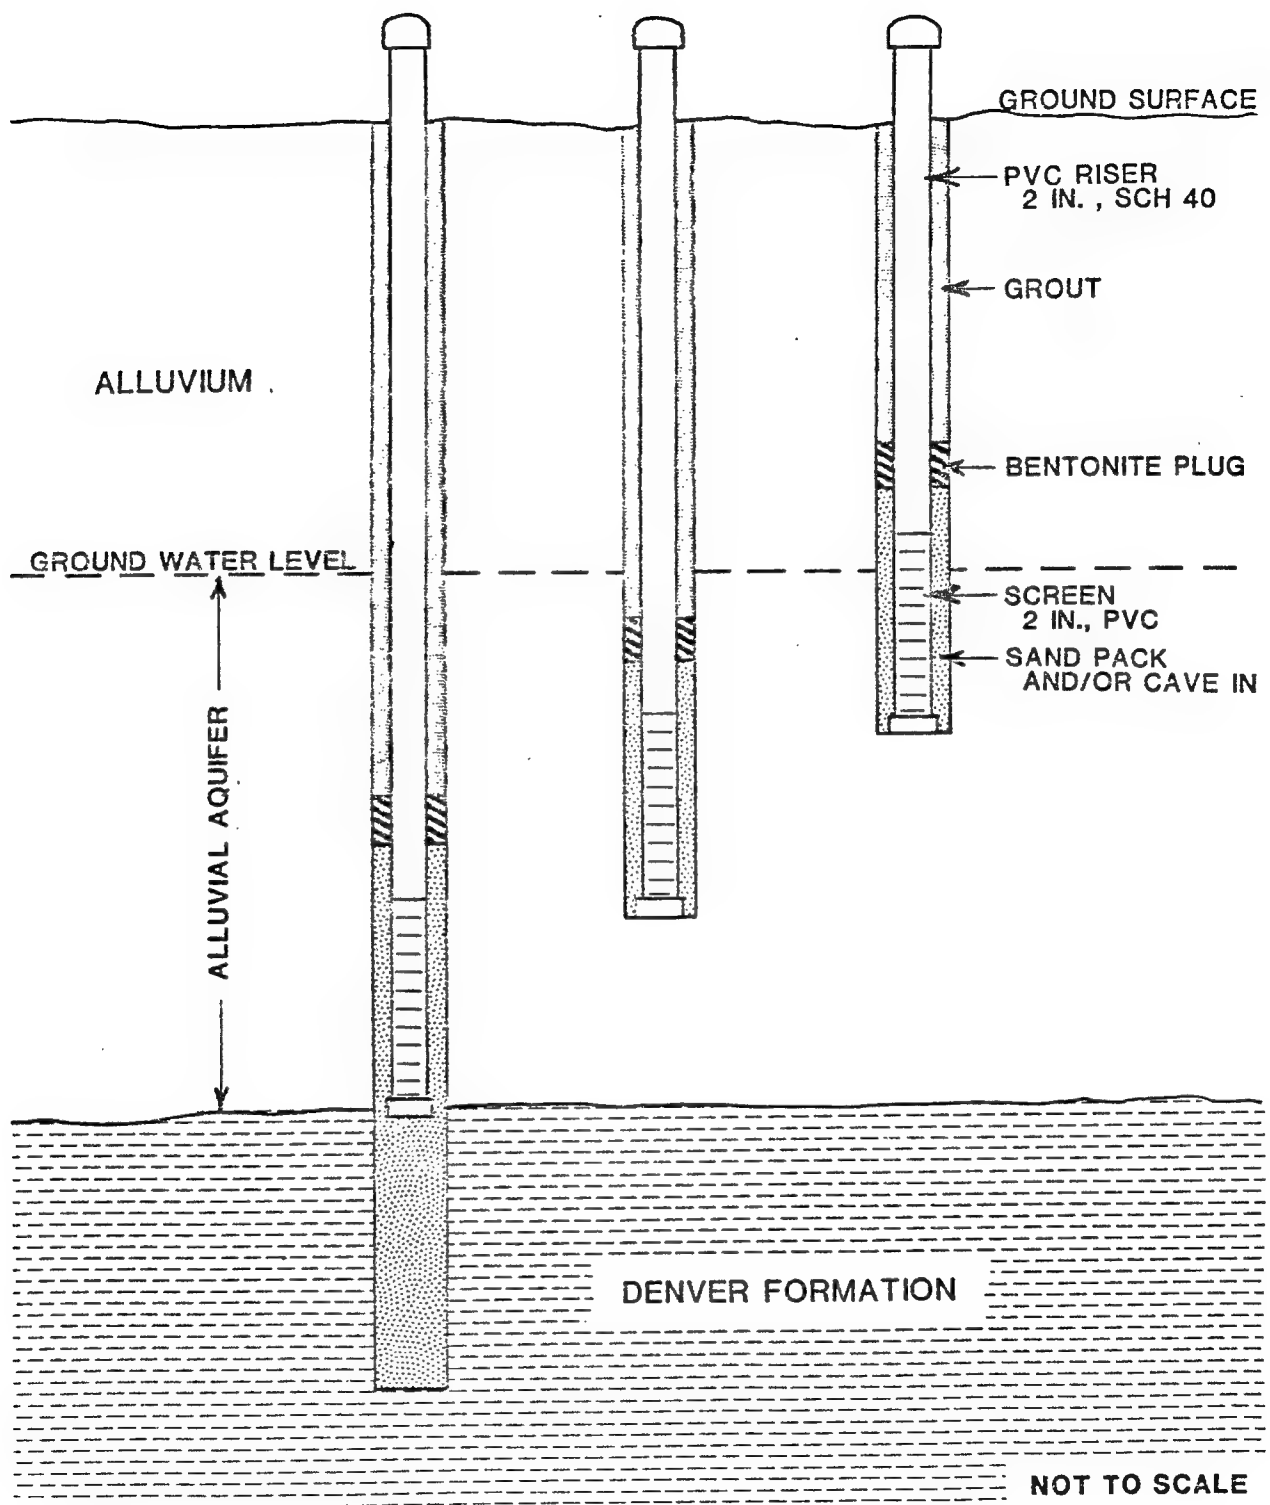 GROUND SURFACE
PVC RISER
2 IN. , SCH 40
GROUT
ALLUVIUM
BENTONITE PLUG
GROUND WATER LEVEL
SCREEN
2 IN., PVC
SAND PACK
AND/OR CAVE IN
ALLUVIAL AQUIFER
DENVER FORMATION
NOT TO SCALE